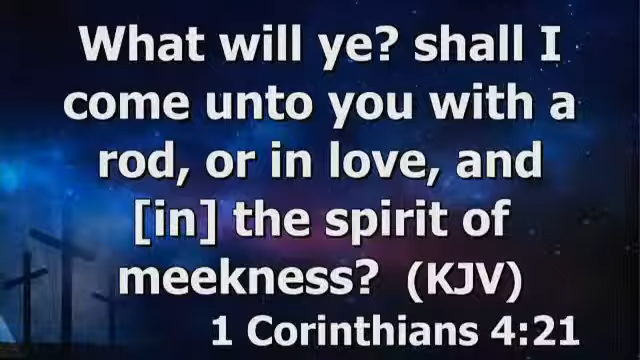 What will ye? shall I
come unto you with a
rod, or in love, and
[in] the spirit of
meekness? (KJV)
1 Corinthians 4:21